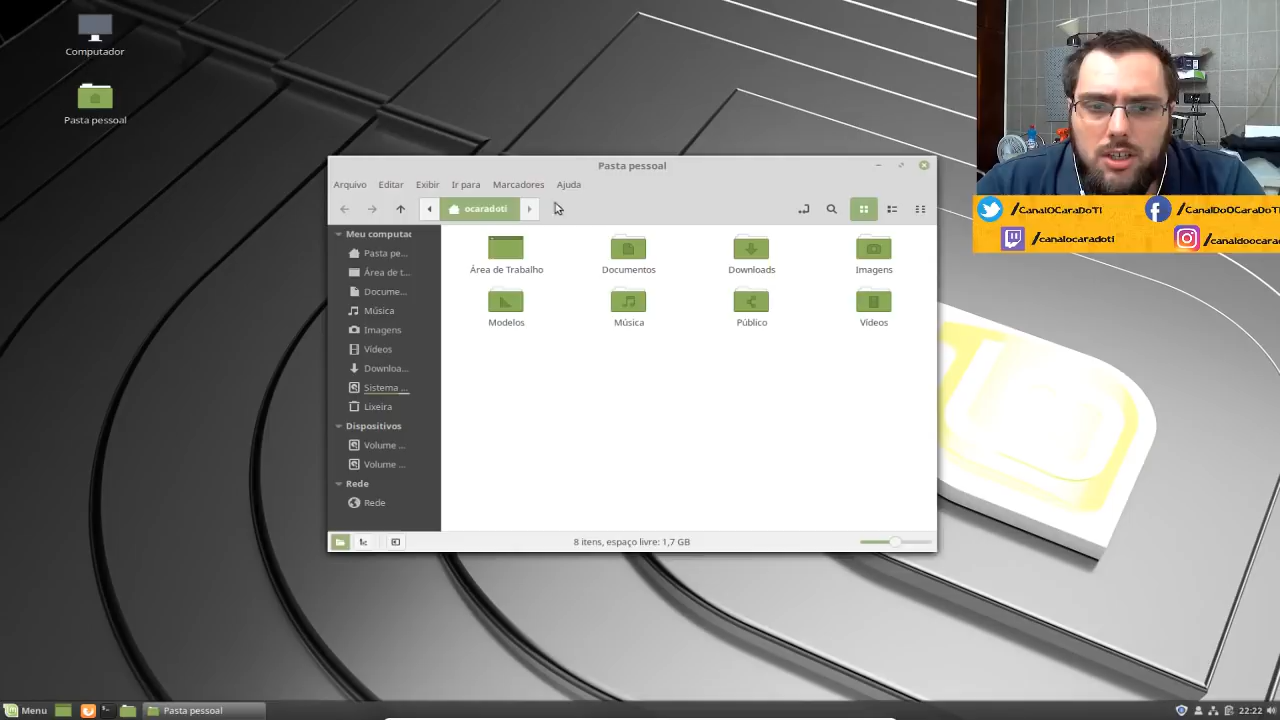 Computador
Pasta pessoal
Pasta pessoal
Arquivo Editar Exibir Ir para Marcadores Ajuda
ocaradoti
Meu computac
Pasta pe...
Área de t...
Docume...
Música
Imagens
Vídeos
Downloa...
Sistema ...
Lixeira
Dispositivos
Volume ...
Volume ...
Rede
Rede
Área de Trabalho Documentos Downloads Imagens
Modelos Música Público Vídeos
8 itens, espaço livre: 1,7 GB
/CanalOCaraDoTI /CanalDoOCaraDoTI
/canalocaradoti /canaldoocarad
Menu Pasta pessoal 22:22